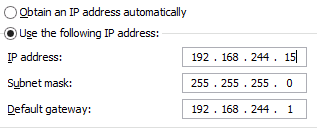 Obtain an IP address automatically
Use the following IP address:
IP address: 192 . 168 . 244 . 15
Subnet mask: 255 . 255 . 255 . 0
Default gateway: 192 . 168 . 244 . 1